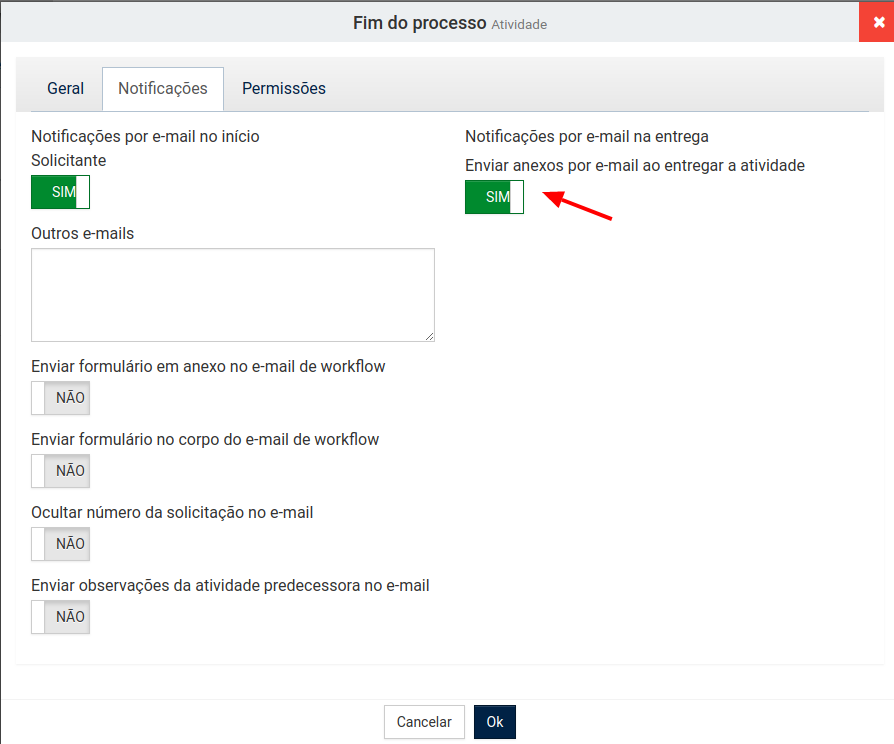 Fim do processo Atividade
Geral Notificações Permissões
Notificações por e-mail no início
Solicitante
SIM
Outros e-mails
Enviar formulário em anexo no e-mail de workflow
NÃO
Enviar formulário no corpo do e-mail de workflow
NÃO
Ocultar número da solicitação no e-mail
NÃO
Enviar observações da atividade predecessora no e-mail
NÃO
Notificações por e-mail na entrega
Enviar anexos por e-mail ao entregar a atividade
SIM
Cancelar Ok